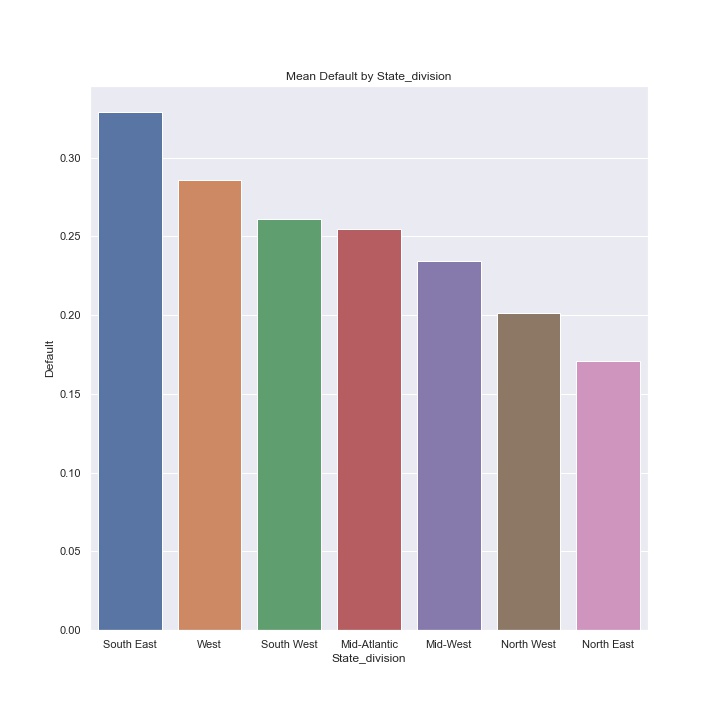 Mean Default by State_division
0.30
0.25
0.20
0.15
0.10
0.05
0.00
Default
South East West South West Mid-Atlantic Mid-West North West North East
State_division